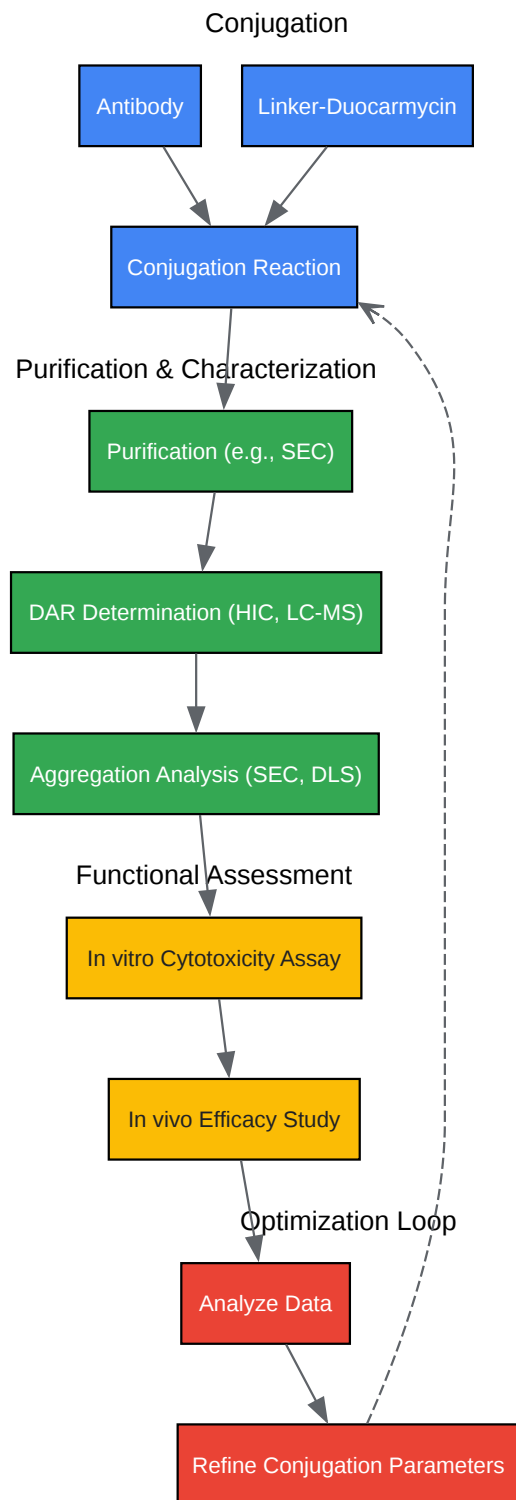 Conjugation
Antibody
Linker-Duocarmycin
Conjugation Reaction
Purification & Characterization
Purification (e.g., SEC)
DAR Determination (HIC, LC-MS)
Aggregation Analysis (SEC, DLS)
Functional Assessment
In vitro Cytotoxicity Assay
In vivo Efficacy Study
Optimization Loop
Analyze Data
Refine Conjugation Parameters